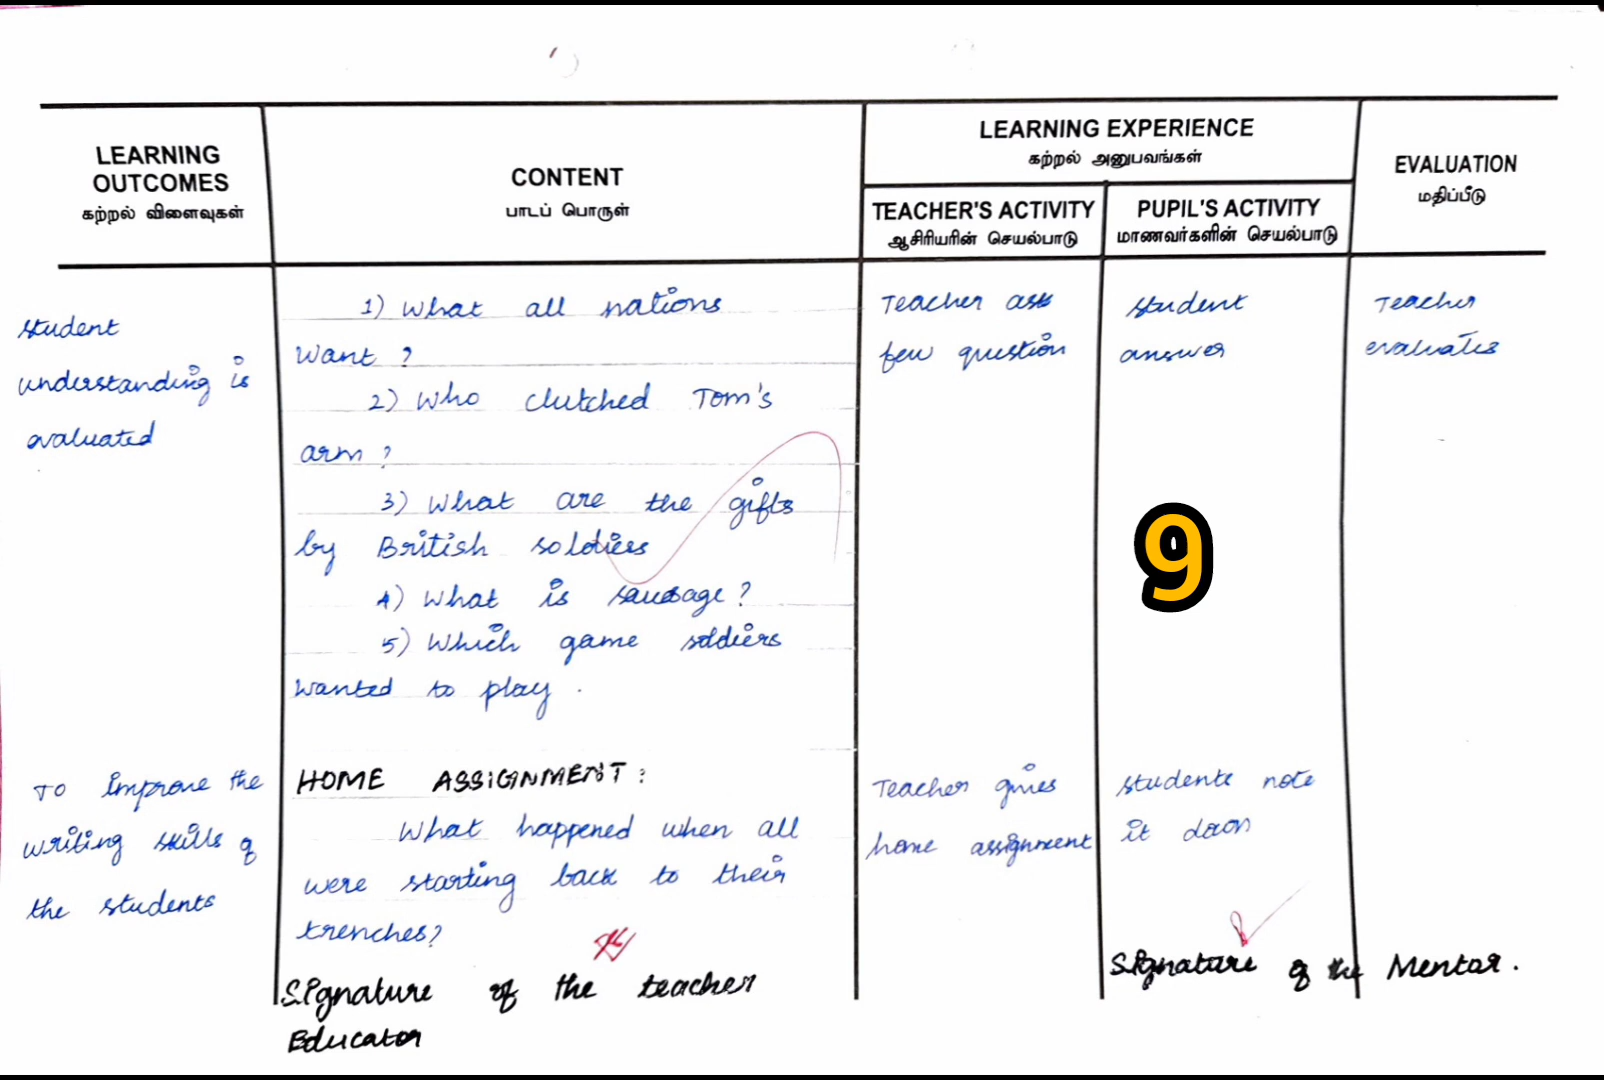 LEARNING
OUTCOMES
கற்றல் விளைவுகள்
CONTENT
பாடப் பொருள்
LEARNING EXPERIENCE
கற்றல் அனுபவங்கள்
TEACHER'S ACTIVITY
ஆசிரியரின் செயல்பாடு
PUPIL'S ACTIVITY
மாணவர்களின் செயல்பாடு
EVALUATION
மதிப்பீடு
student
understanding is
evaluated
1) What all nations
Want ?
2) Who clutched Tom's
arm ?
3) What are the gifts
by British soldiers
4) What is sausage?
5) Which game soldiers
wanted to play .
Teacher ask
few question
student
answer
Teacher
evaluates
9
To improve the
writing skills of
the students
HOME ASSIGNMENT :
What happened when all
were starting back to their
trenches?
Teacher gives
home assignment
students note
it down
Signature of the teacher
Educator
Signature of the Mentor.